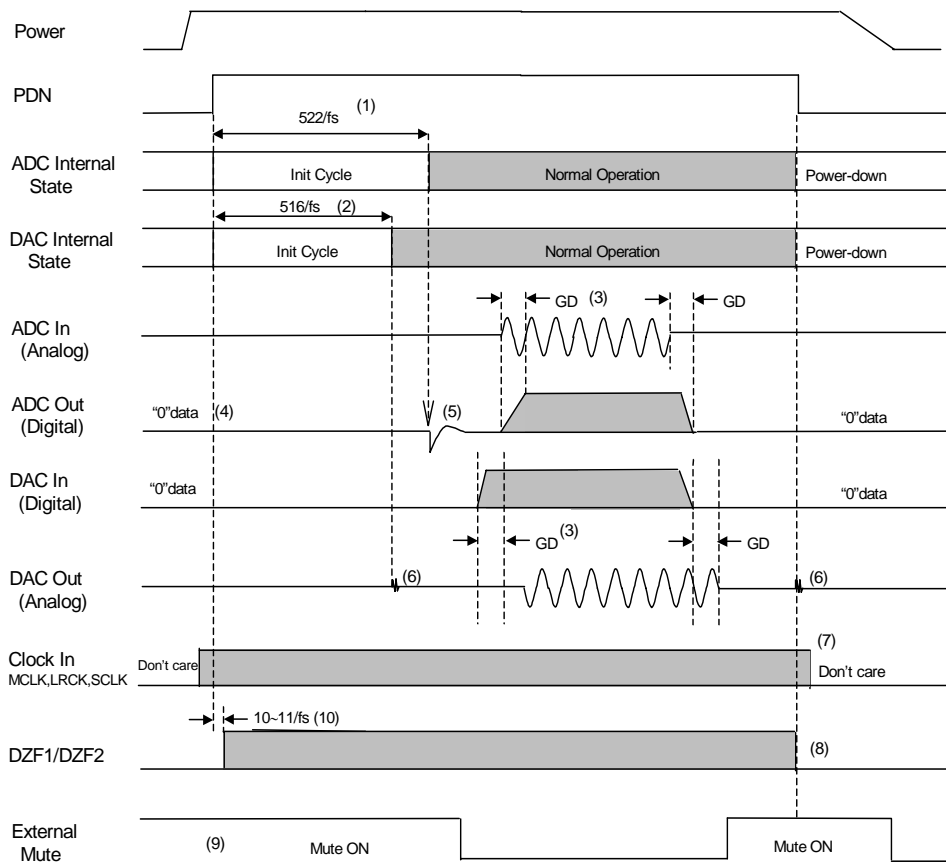 Power
PDN
522/fs (1)
ADC Internal
State
Init Cycle
Normal Operation
Power-down
516/fs (2)
DAC Internal
State
Init Cycle
Normal Operation
Power-down
GD (3)
GD
ADC In
(Analog)
ADC Out
(Digital)
“0”data (4)
(5)
“0”data
DAC In
(Digital)
“0”data
“0”data
GD (3)
GD
DAC Out
(Analog)
(6)
(6)
Clock In
MCLK,LRCK,SCLK
Don’t care
(7)
Don’t care
10~11/fs (10)
DZF1/DZF2
(8)
External
Mute
(9)
Mute ON
Mute ON